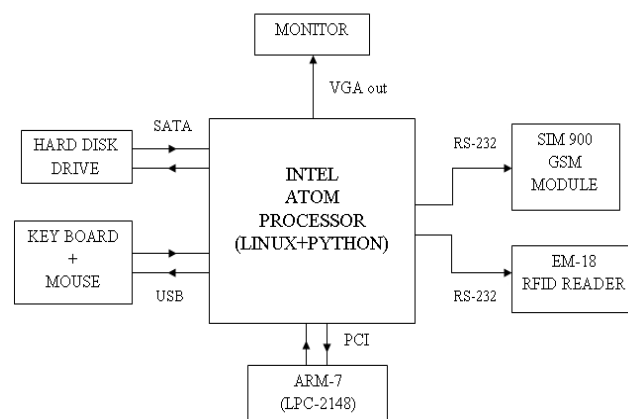 MONITOR
VGA out
SATA
HARD DISK
DRIVE
INTEL
ATOM
PROCESSOR
(LINUX+PYTHON)
RS-232
SIM 900
GSM
MODULE
KEY BOARD
+
MOUSE
USB
RS-232
EM-18
RFID READER
PCI
ARM-7
(LPC-2148)